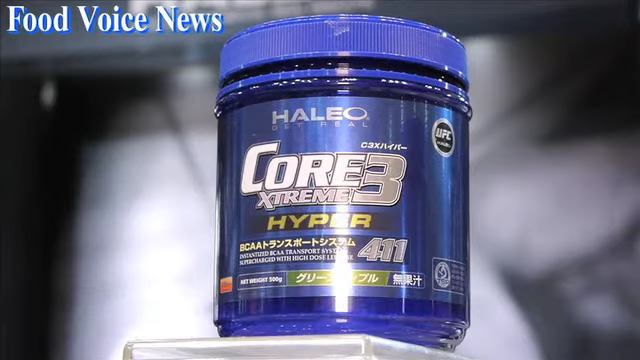 Food Voice News
HALEO
GET REAL
UFC
HALEO
C3Xハイパー
CORE3
XTREME
HYPER
BCAAトランスポートシステム
411
INSTANTIZED BCAA TRANSPORT SYSTEM
SUPERCHARGED WITH HIGH DOSE LEUCINE
NET WEIGHT 500g
無果汁